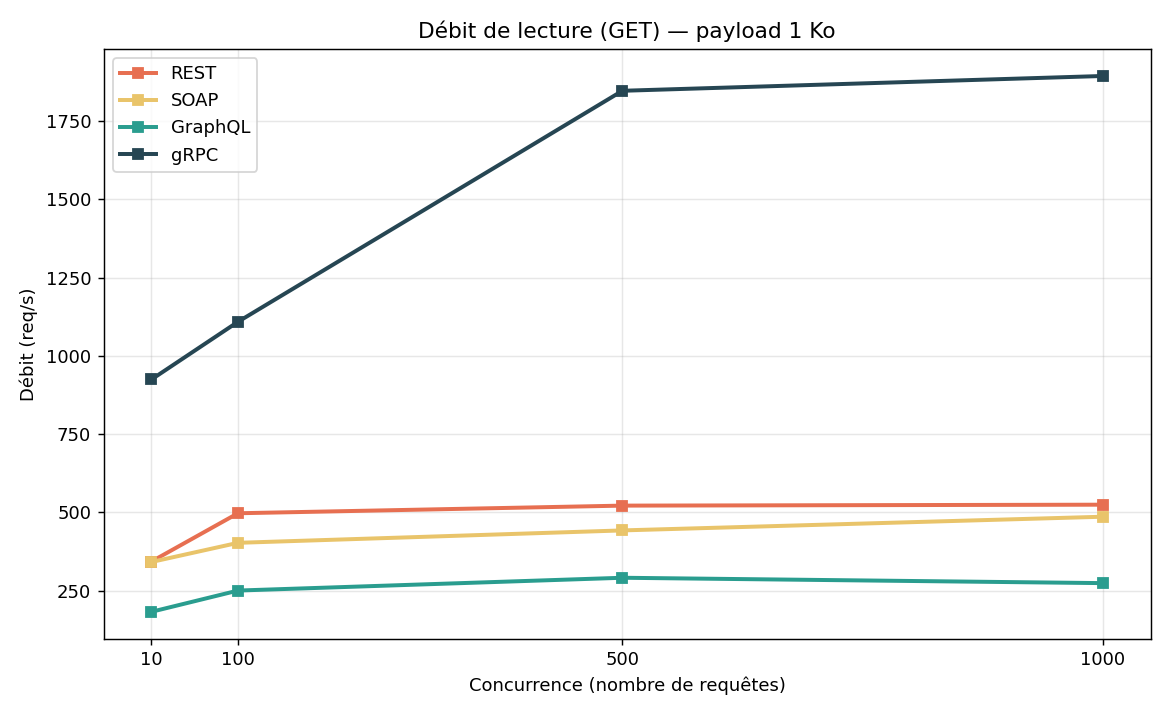 Débit de lecture (GET) — payload 1 Ko
REST
SOAP
GraphQL
gRPC
Débit (req/s)
1750
1500
1250
1000
750
500
250
10 100 500 1000
Concurrence (nombre de requêtes)